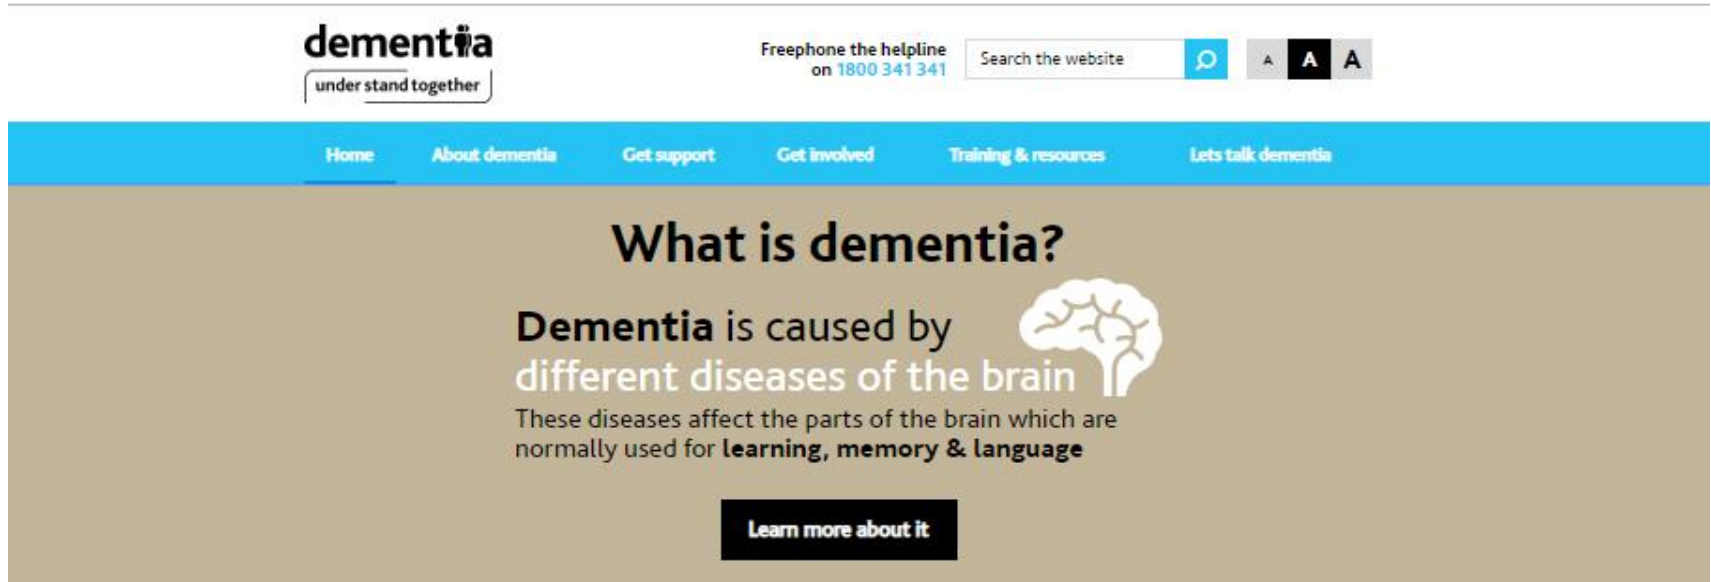 dementia
understand together
Freephone the helpline
on 1800 341 341
Search the website
A A A
Home About dementia Get support Get involved Training & resources Lets talk dementia
What is dementia?
Dementia is caused by
different diseases of the brain
These diseases affect the parts of the brain which are
normally used for learning, memory & language
Learn more about it